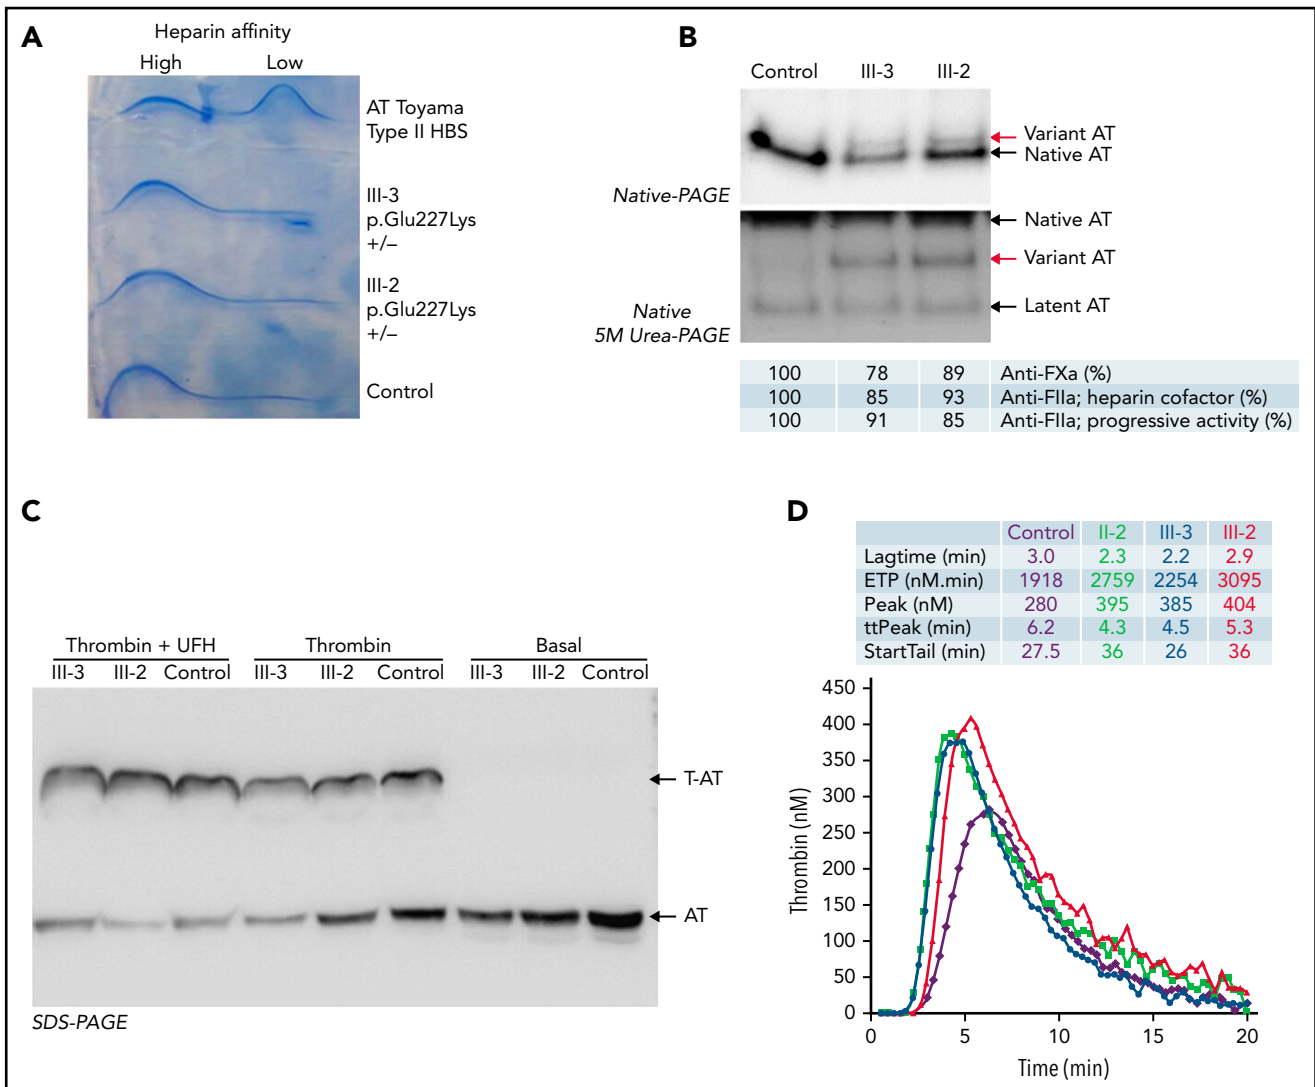 A
Heparin affinity
High Low
AT Toyama
Type II HBS
III-3
p.Glu227Lys
+/–
III-2
p.Glu227Lys
+/–
Control
B
Control III-3 III-2
Variant AT
Native AT
Native-PAGE
Native AT
Variant AT
Latent AT
Native
5M Urea-PAGE
100 78 89 Anti-FXa (%)
100 85 93 Anti-FIIa; heparin cofactor (%)
100 91 85 Anti-FIIa; progressive activity (%)
C
Thrombin + UFH Thrombin Basal
III-3 III-2 Control III-3 III-2 Control III-3 III-2 Control
T-AT
AT
SDS-PAGE
D
Control II-2 III-3 III-2
Lagtime (min) 3.0 2.3 2.2 2.9
ETP (nM.min) 1918 2759 2254 3095
Peak (nM) 280 395 385 404
ttPeak (min) 6.2 4.3 4.5 5.3
StartTail (min) 27.5 36 26 36
Thrombin (nM)
450
400
350
300
250
200
150
100
50
0
0 5 10 15 20
Time (min)